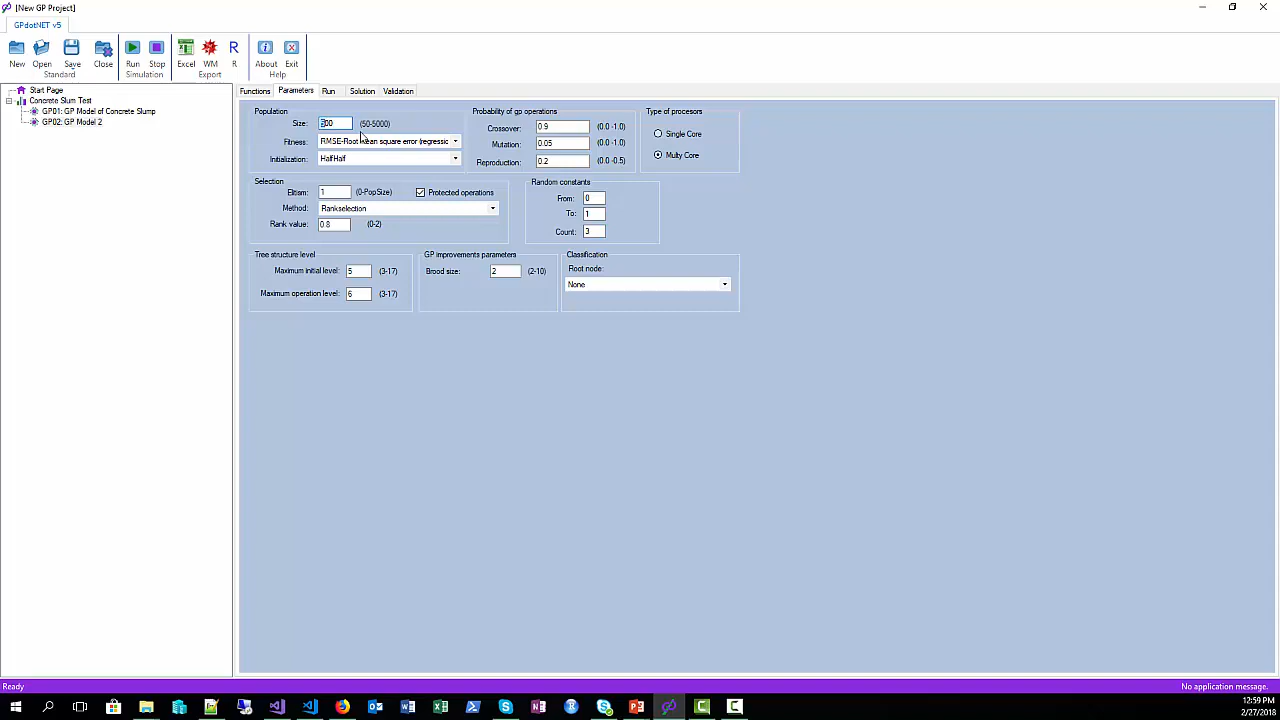 [New GP Project]
GPdotNET v5
New Open Save Close Run Stop Excel WM R About Exit
Standard Simulation Export Help
Start Page
Concrete Slum Test
GP01: GP Model of Concrete Slump
GP02: GP Model 2
Functions Parameters Run Solution Validation
Population
Size: (50-5000)
Fitness: RMSE-Root mean square error (regressic
Initialization: HalfHalf
Probability of gp operations
Crossover: 0.9 (0.0 -1.0)
Mutation: 0.05 (0.0 -1.0)
Reproduction: 0.2 (0.0 -0.5)
Type of procesors
Single Core
Multy Core
Selection
Elitism: 1 (0-PopSize) Protected operations
Method: Rankselection
Rank value: 0.8 (0-2)
Random constants
From: 0
To: 1
Count: 3
Tree structure level
Maximum initial level: 5 (3-17)
Maximum operation level: 6 (3-17)
GP improvements parameters
Brood size: 2 (2-10)
Classification
Root node:
None
Ready No application message.
12:59 PM
2/27/2018